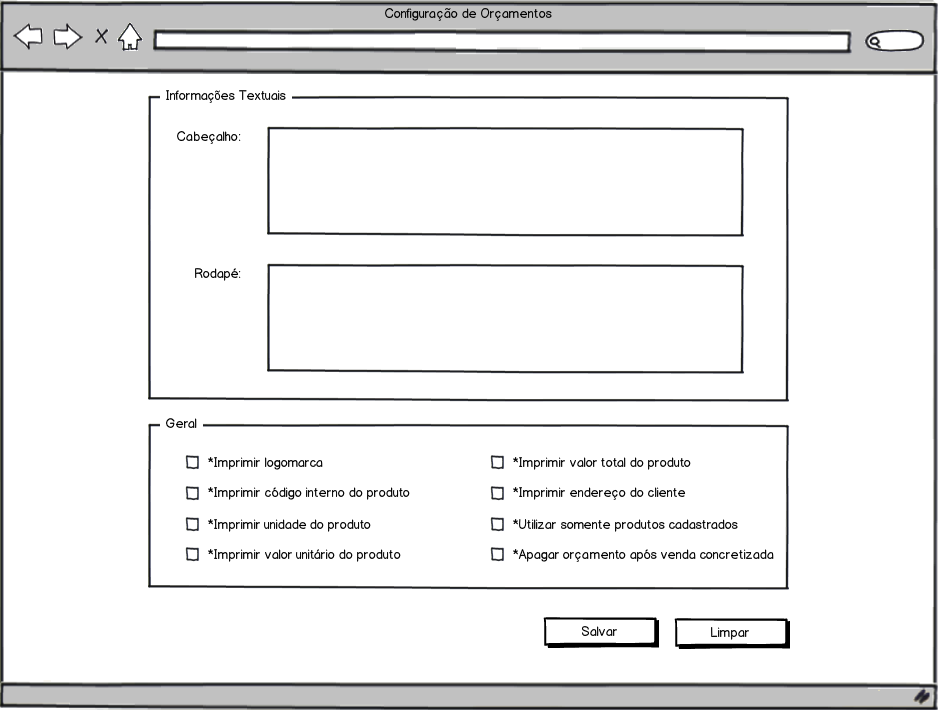 Configuração de Orçamentos
Informações Textuais
Cabeçalho:
Rodapé:
Geral
*Imprimir logomarca
*Imprimir valor total do produto
*Imprimir código interno do produto
*Imprimir endereço do cliente
*Imprimir unidade do produto
*Utilizar somente produtos cadastrados
*Imprimir valor unitário do produto
*Apagar orçamento após venda concretizada
Salvar
Limpar